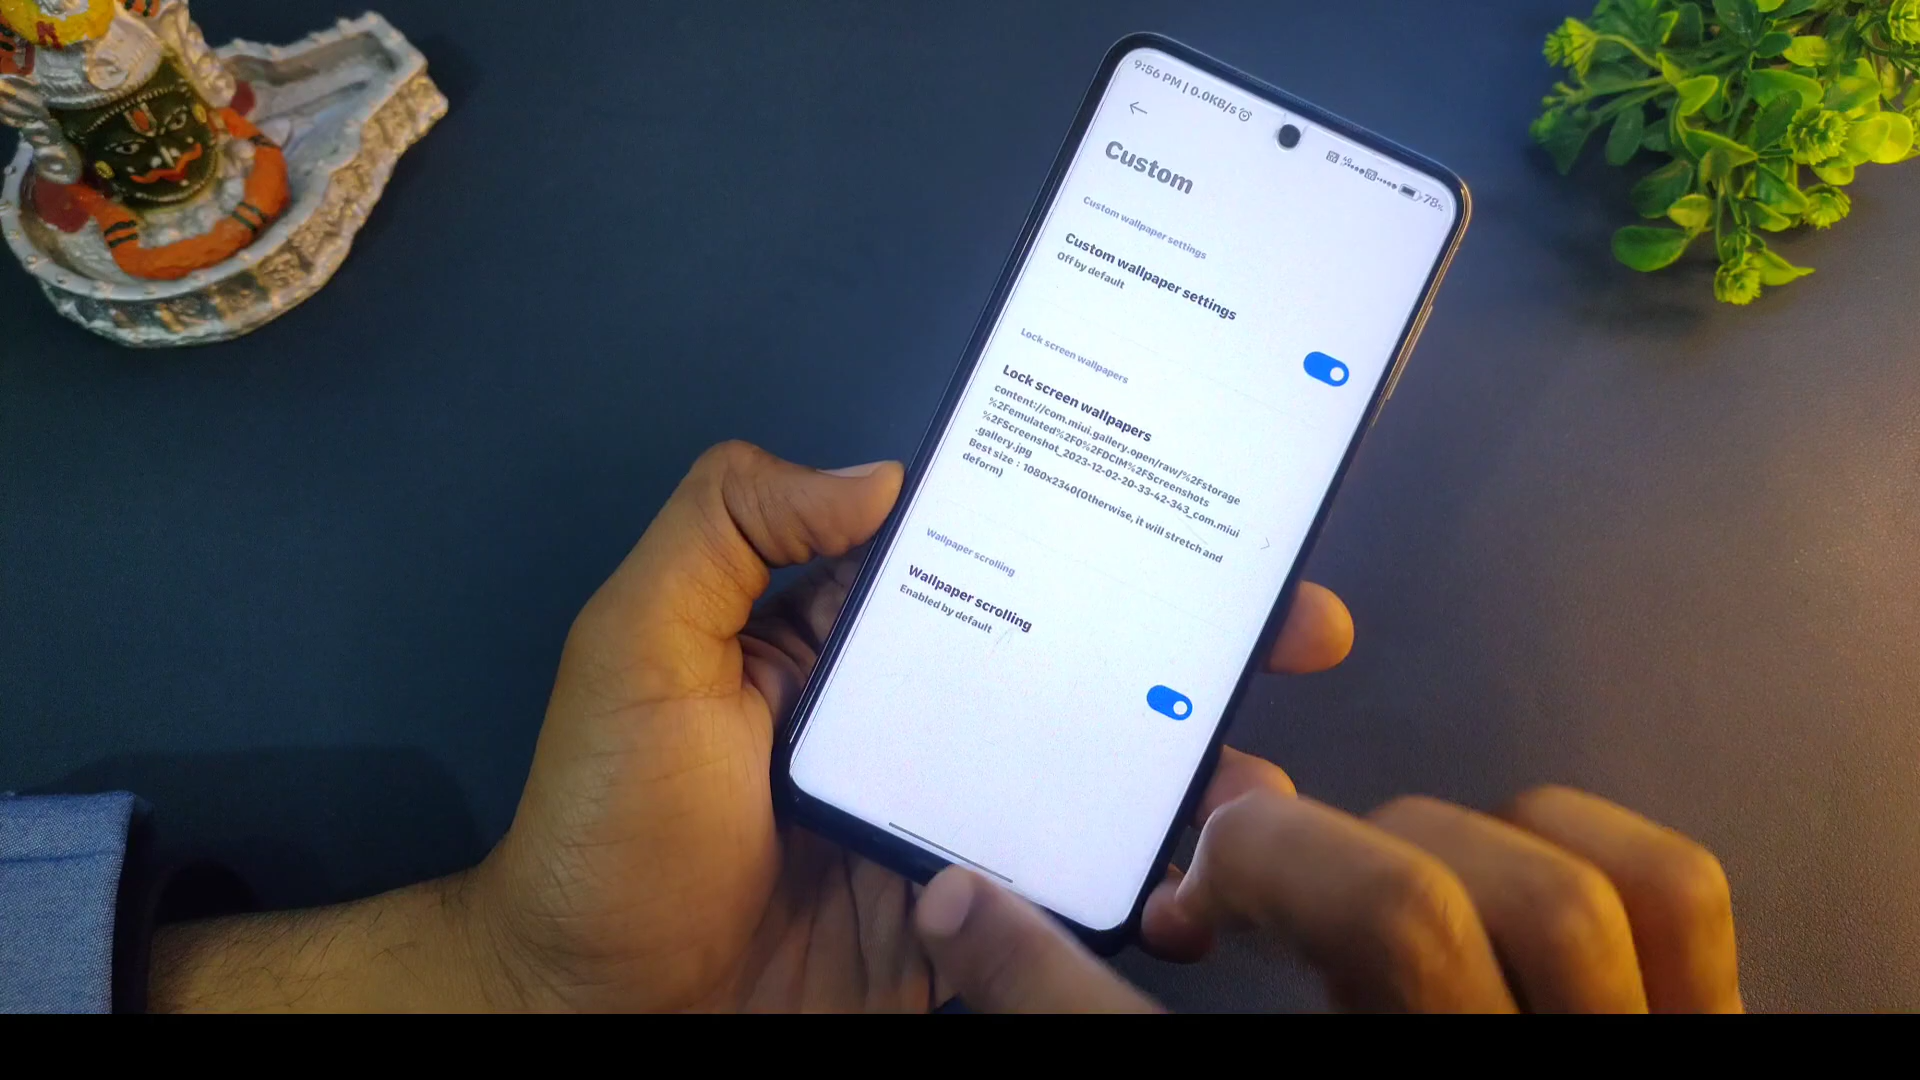 9:56 PM | 0.0KB/s
78%
Custom
Custom wallpaper settings
Custom wallpaper settings
Off by default
Lock screen wallpapers
Lock screen wallpapers
content://com.miui.gallery.open/raw/%2Fstorage
%2Femulated%2F0%2FDCIM%2FScreenshots
%2FScreenshot_2023-12-02-20-33-42-343_com.miui
.gallery.jpg
Best size : 1080x2340(Otherwise, it will stretch and
deform)
Wallpaper scrolling
Wallpaper scrolling
Enabled by default